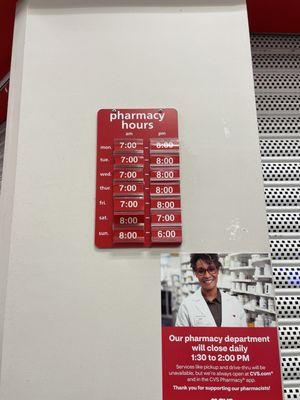 pharmacy
hours
am pm
mon. 7:00 - 8:00
tue. 7:00 - 8:00
wed. 7:00 - 8:00
thur. 7:00 - 8:00
fri. 7:00 - 8:00
sat. 8:00 - 7:00
sun. 8:00 - 6:00
Our pharmacy department
will close daily
1:30 to 2:00 PM
Services like pickup and drive-thru will be
unavailable, but we're always open at CVS.com®
and in the CVS Pharmacy® app.
Thank you for supporting our pharmacists!